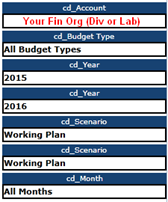 cd_Account
Your Fin Org (Div or Lab)
cd_Budget Type
All Budget Types
cd_Year
2015
cd_Year
2016
cd_Scenario
Working Plan
cd_Scenario
Working Plan
cd_Month
All Months